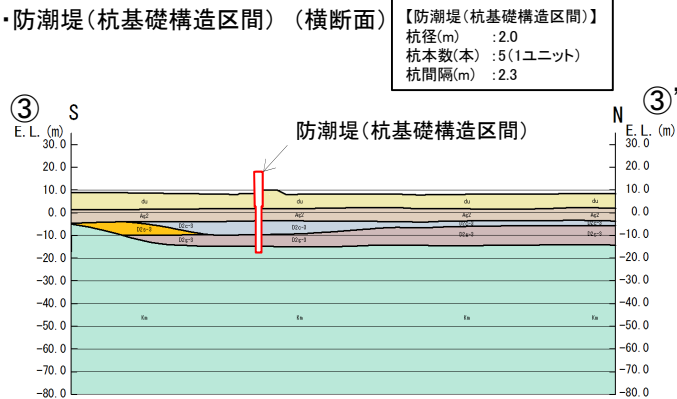 ・防潮堤(杭基礎構造区間) (横断面)
【防潮堤(杭基礎構造区間)】
杭径(m) :2.0
杭本数(本) :5(1ユニット)
杭間隔(m) :2.3
③ S N ③'
E.L. (m) E.L. (m)
防潮堤(杭基礎構造区間)
30.0 30.0
20.0 20.0
10.0 10.0
du du du du
0.0 0.0
Ag2 Ag2 Ag2 Ag2
D2c-3 D2c-3 D2c-3 D2c-3
D2s-3
-10.0 -10.0
D2g-3 D2g-3 D2g-3 D2g-3
-20.0 -20.0
-30.0 -30.0
-40.0 -40.0
Km Km Km Km
-50.0 -50.0
-60.0 -60.0
-70.0 -70.0
-80.0 -80.0